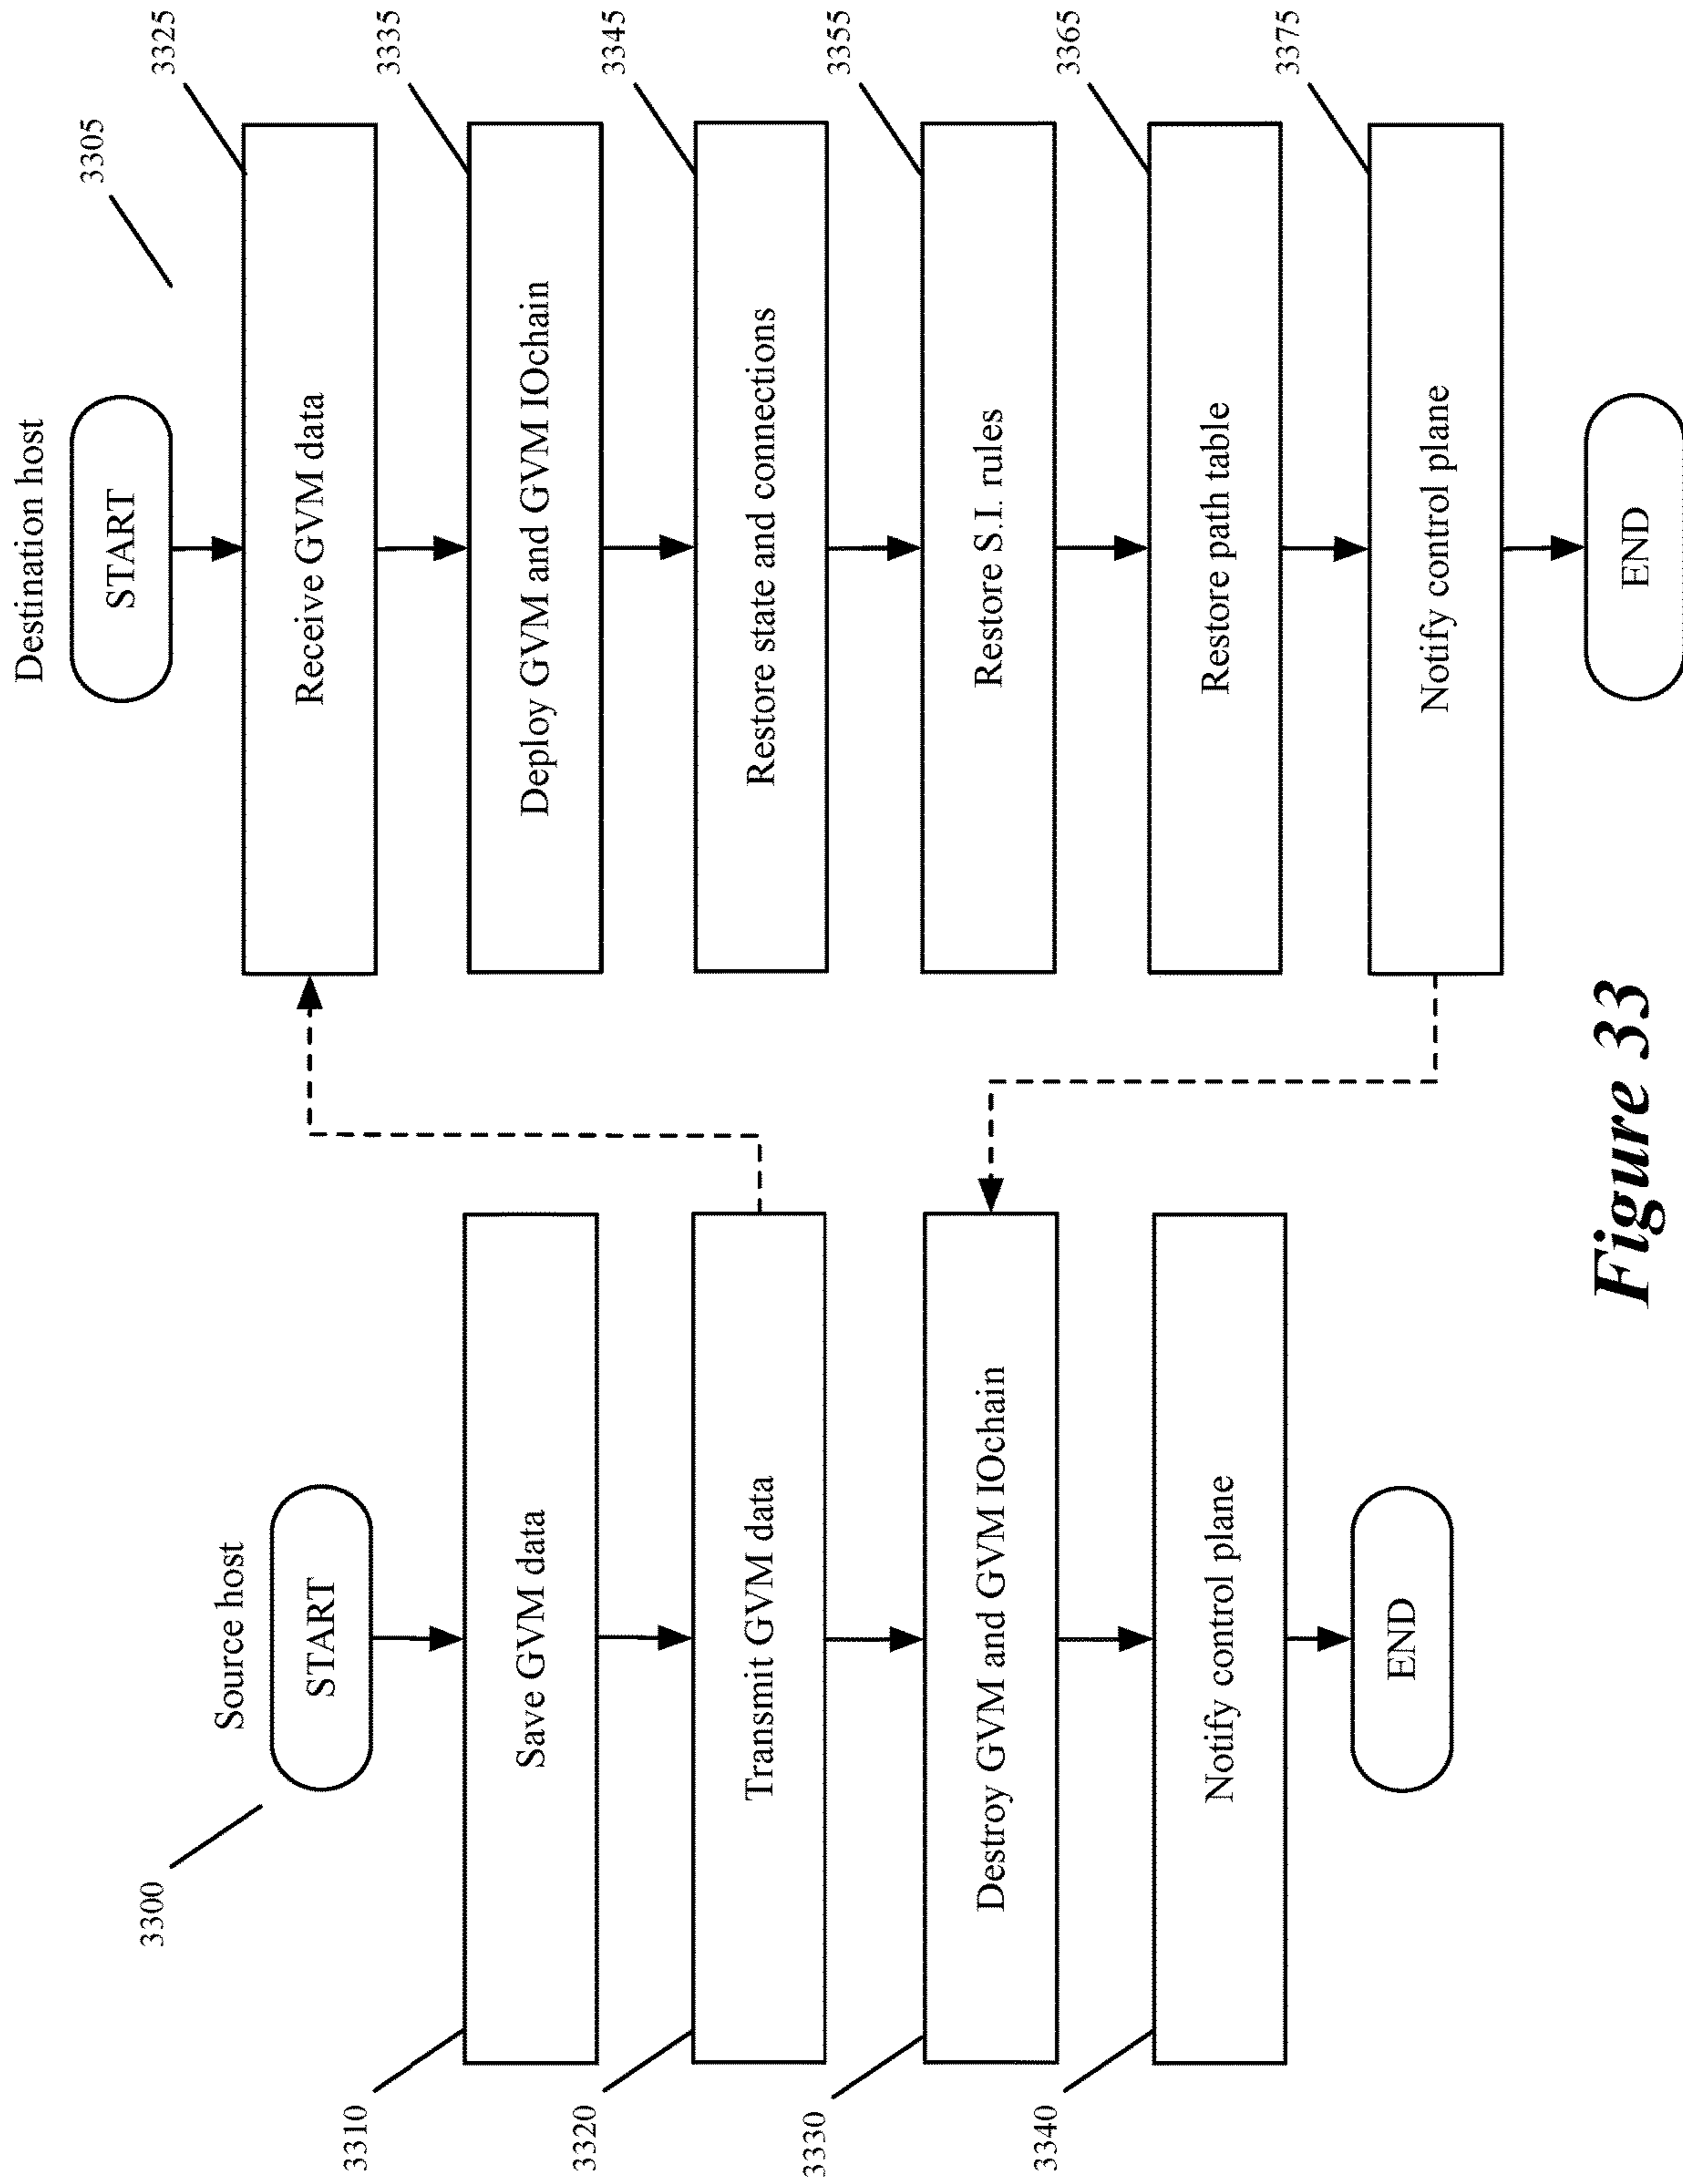 Source host
3300
START
3310
Save GVM data
3320
Transmit GVM data
3330
Destroy GVM and GVM IOchain
3340
Notify control plane
END
Destination host
3305
START
3325
Receive GVM data
3335
Deploy GVM and GVM IOchain
3345
Restore state and connections
3355
Restore S.I. rules
3365
Restore path table
3375
Notify control plane
END
Figure 33